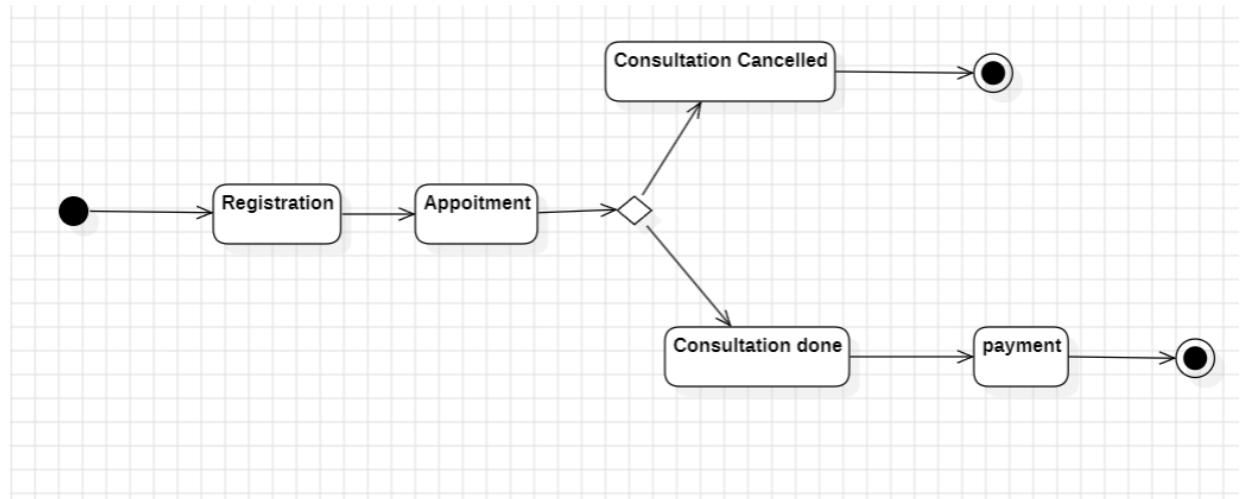 Consultation Cancelled
Registration
Appoitment
Consultation done
payment